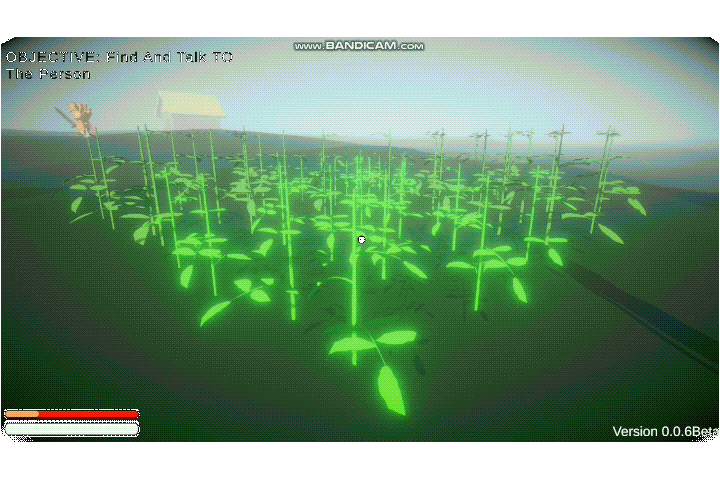 www.BANDICAM.com
OBJECTIVE: Find And Talk TO
The Person
Version 0.0.6Beta